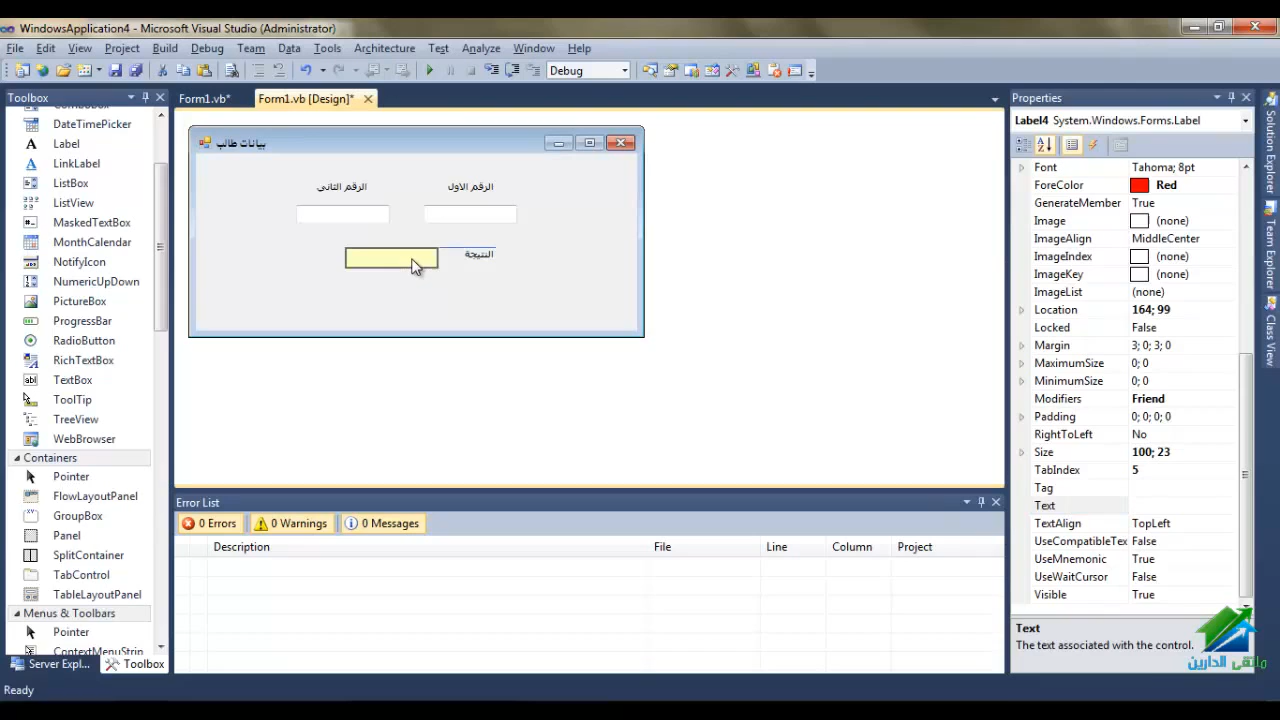 WindowsApplication4 - Microsoft Visual Studio (Administrator)
File Edit View Project Build Debug Team Data Tools Architecture Test Analyze Window Help
Debug
Toolbox
Form1.vb*
Form1.vb [Design]*
Properties
DateTimePicker
Label
LinkLabel
ListBox
ListView
MaskedTextBox
MonthCalendar
NotifyIcon
NumericUpDown
PictureBox
ProgressBar
RadioButton
RichTextBox
TextBox
ToolTip
TreeView
WebBrowser
Containers
Pointer
FlowLayoutPanel
GroupBox
Panel
SplitContainer
TabControl
TableLayoutPanel
Menus & Toolbars
Pointer
ContextMenuStrip
Server Expl...
Toolbox
Ready
بيانات طالب
الرقم الاول
الرقم الثانى
النتيجة
Error List
0 Errors
0 Warnings
0 Messages
Description File Line Column Project
Label4 System.Windows.Forms.Label
Font Tahoma; 8pt
ForeColor Red
GenerateMember True
Image (none)
ImageAlign MiddleCenter
ImageIndex (none)
ImageKey (none)
ImageList (none)
Location 164; 99
Locked False
Margin 3; 0; 3; 0
MaximumSize 0; 0
MinimumSize 0; 0
Modifiers Friend
Padding 0; 0; 0; 0
RightToLeft No
Size 100; 23
TabIndex 5
Tag
Text
TextAlign TopLeft
UseCompatibleTex False
UseMnemonic True
UseWaitCursor False
Visible True
Text
The text associated with the control.
Solution Explorer
Team Explorer
Class View
ملتقى الدارين